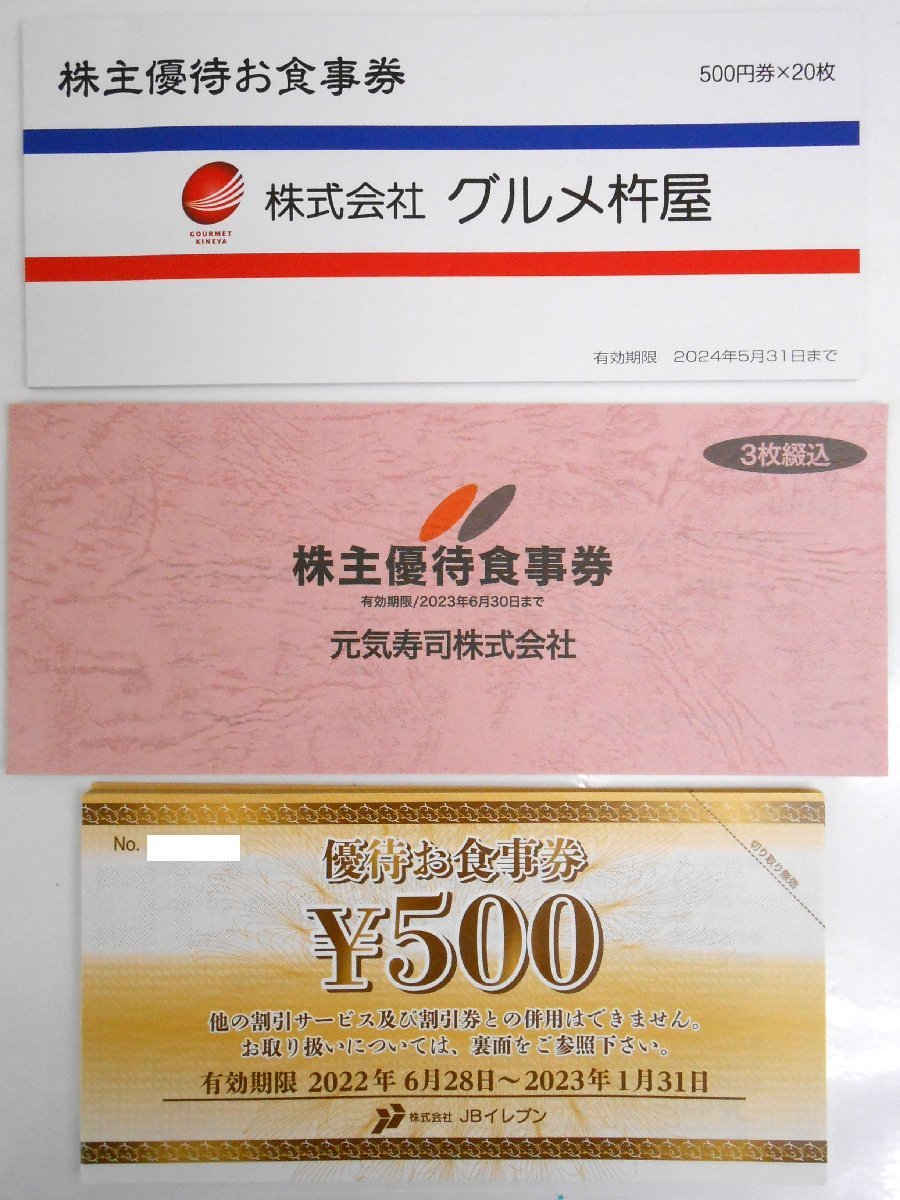 株主優待お食事券
500円券×20枚
GOURMET
KINEYA
株式会社 グルメ杵屋
有効期限 2024年5月31日まで
3枚綴込
株主優待食事券
有効期限/2023年6月30日まで
元気寿司株式会社
No.
優待お食事券
切り取り無効
¥500
他の割引サービス及び割引券との併用はできません。
お取り扱いについては、裏面をご参照下さい。
有効期限 2022年 6月28日〜2023年 1月31日
株式会社 JBイレブン